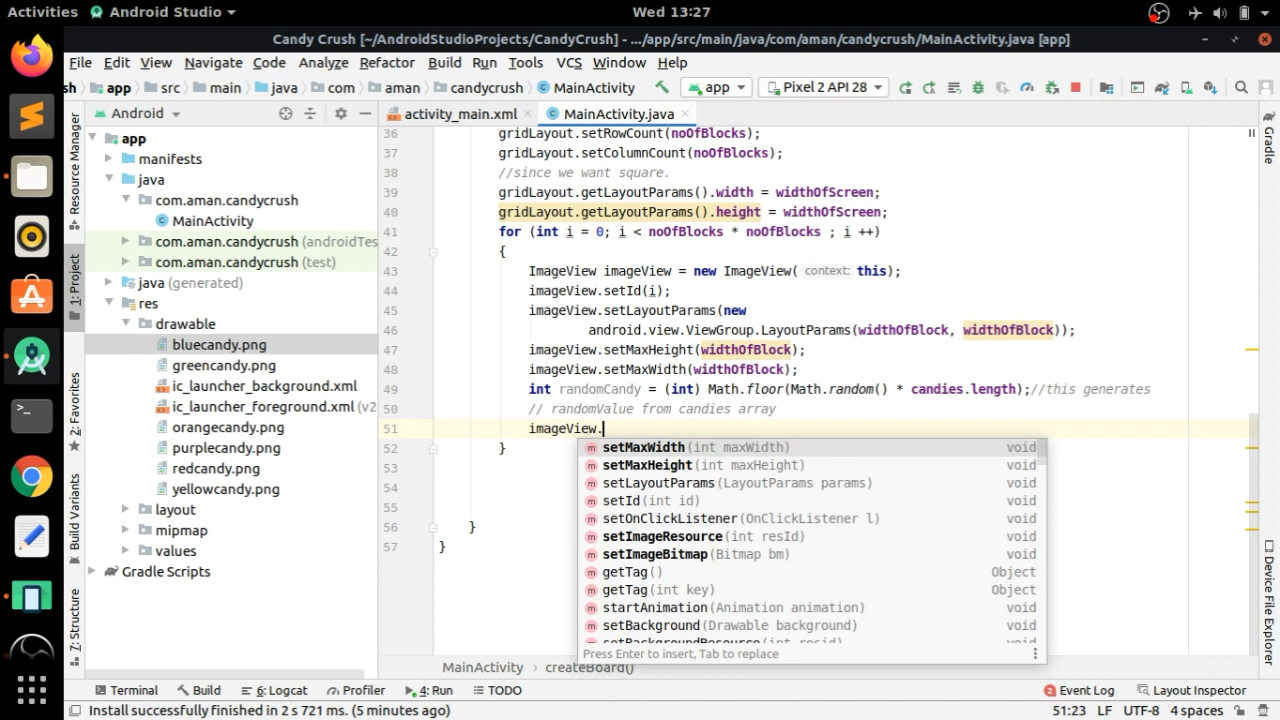 Activities Android Studio Wed 13:27
Candy Crush [~/AndroidStudioProjects/CandyCrush] - .../app/src/main/java/com/aman/candycrush/MainActivity.java [app]
File Edit View Navigate Code Analyze Refactor Build Run Tools VCS Window Help
sh app src main java com aman candycrush MainActivity app Pixel 2 API 28
Android activity_main.xml MainActivity.java
Resource Manager
1: Project
2: Favorites
Build Variants
7: Structure
app
manifests
java
com.aman.candycrush
MainActivity
com.aman.candycrush (androidTes
com.aman.candycrush (test)
java (generated)
res
drawable
bluecandy.png
greencandy.png
ic_launcher_background.xml
ic_launcher_foreground.xml (v2
orangecandy.png
purplecandy.png
redcandy.png
yellowcandy.png
layout
mipmap
values
Gradle Scripts
36 gridLayout.setRowCount(noOfBlocks);
37 gridLayout.setColumnCount(noOfBlocks);
38 //since we want square.
39 gridLayout.getLayoutParams().width = widthOfScreen;
40 gridLayout.getLayoutParams().height = widthOfScreen;
41 for (int i = 0; i < noOfBlocks * noOfBlocks ; i ++)
42 {
43 ImageView imageView = new ImageView( context: this);
44 imageView.setId(i);
45 imageView.setLayoutParams(new
46 android.view.ViewGroup.LayoutParams(widthOfBlock, widthOfBlock));
47 imageView.setMaxHeight(widthOfBlock);
48 imageView.setMaxWidth(widthOfBlock);
49 int randomCandy = (int) Math.floor(Math.random() * candies.length);//this generates
50 // randomValue from candies array
51 imageView.
52 }
53
54
55
56 }
57 }
m setMaxWidth(int maxWidth) void
m setMaxHeight(int maxHeight) void
m setLayoutParams(LayoutParams params) void
m setId(int id) void
m setOnClickListener(OnClickListener l) void
m setImageResource(int resId) void
m setImageBitmap(Bitmap bm) void
m getTag() Object
m getTag(int key) Object
m startAnimation(Animation animation) void
m setBackground(Drawable background) void
m setBackgroundResource(int resid) void
Press Enter to insert, Tab to replace
Gradle
Device File Explorer
MainActivity createBoard()
Terminal Build 6: Logcat Profiler 4: Run TODO 2 Event Log Layout Inspector
Install successfully finished in 2 s 721 ms. (5 minutes ago) 51:23 LF UTF-8 4 spaces